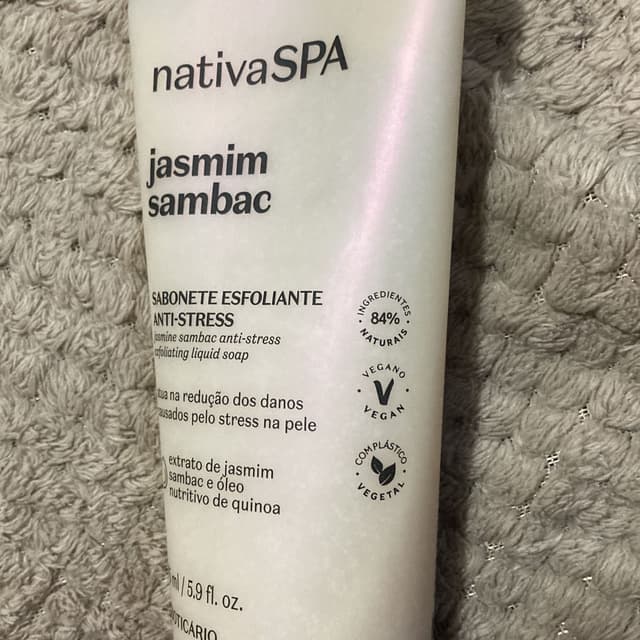 nativaSPA
jasmim
sambac
SABONETE ESFOLIANTE
ANTI-STRESS
jasmine sambac anti-stress
exfoliating liquid soap
na redução dos danos
pelo stress na pele
extrato de jasmim
sambac e óleo
nutritivo de quinoa
INGREDIENTES
84%
NATURAIS
VEGANO
V
VEGAN
COM PLÁSTICO
VEGETAL
ml / 5.9 fl. oz.